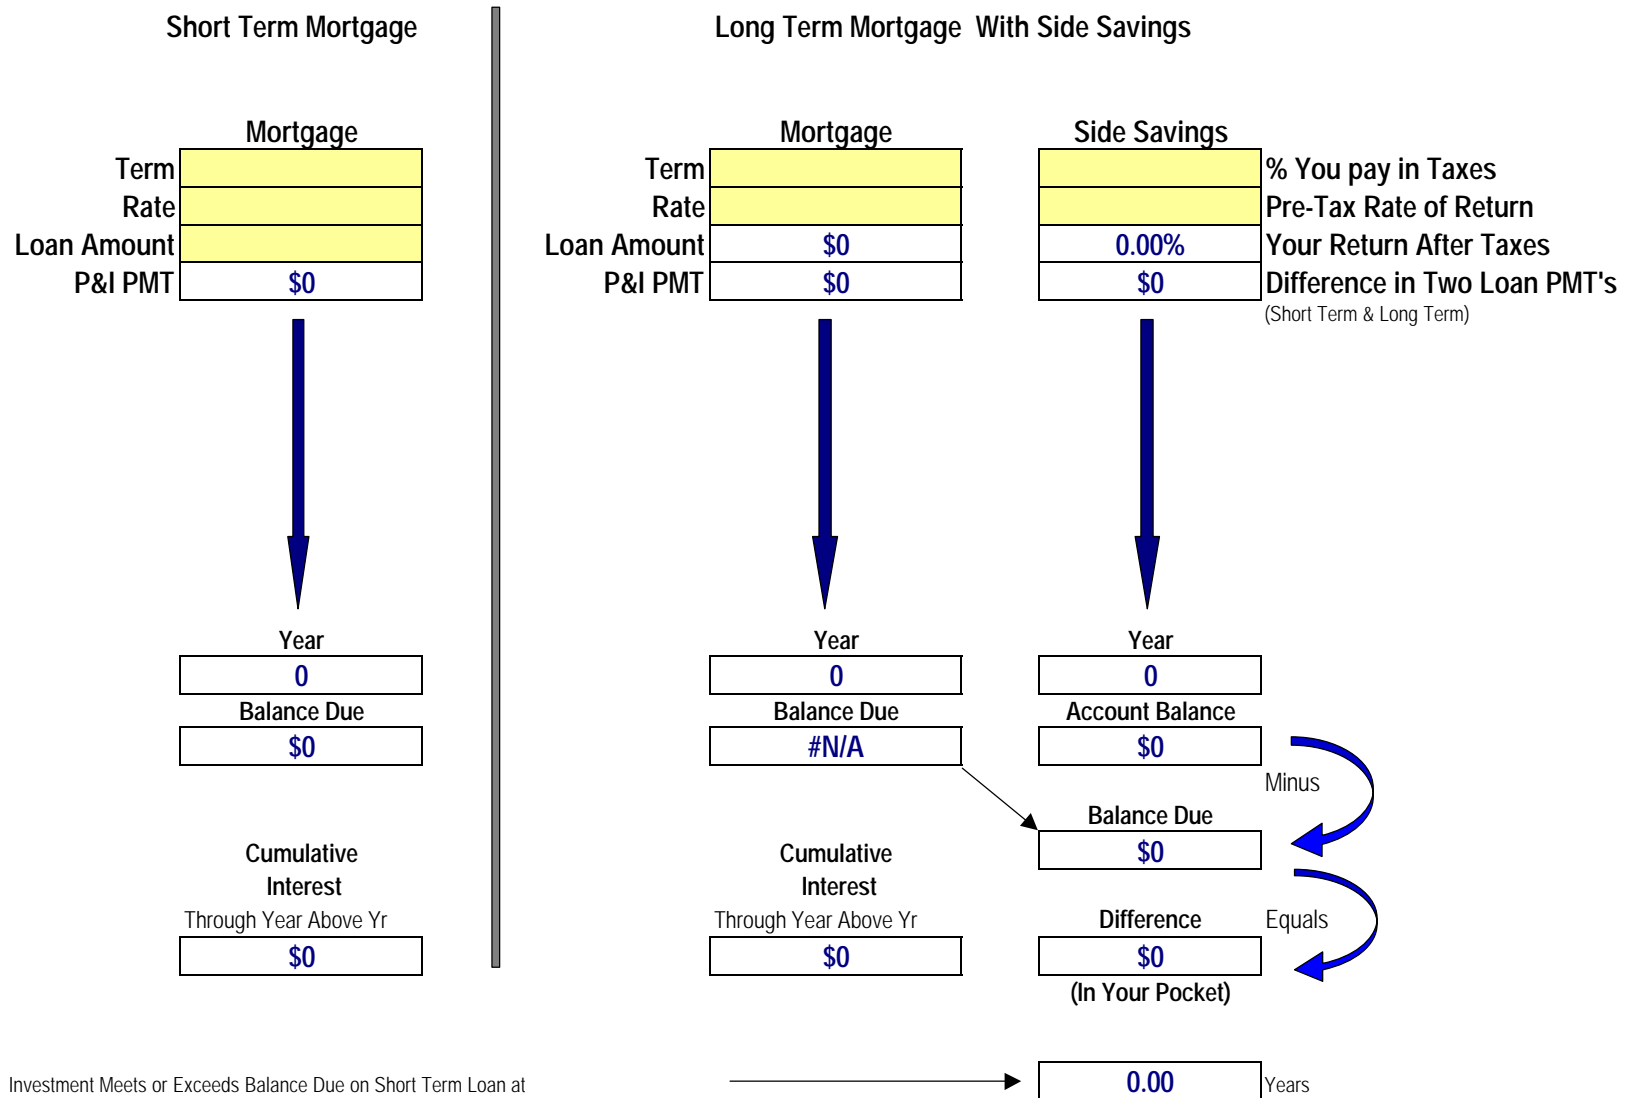 Short Term Mortgage
Long Term Mortgage With Side Savings
Mortgage
Mortgage
Side Savings
Term
Term
% You pay in Taxes
Rate
Rate
Pre-Tax Rate of Return
Loan Amount
Loan Amount
$0
0.00%
Your Return After Taxes
P&I PMT
$0
P&I PMT
$0
$0
Difference in Two Loan PMT's
(Short Term & Long Term)
Year
Year
Year
0
0
0
Balance Due
Balance Due
Account Balance
$0
#N/A
$0
Minus
Balance Due
$0
Cumulative
Interest
Through Year Above Yr
$0
Cumulative
Interest
Through Year Above Yr
$0
Difference
Equals
$0
(In Your Pocket)
Investment Meets or Exceeds Balance Due on Short Term Loan at
0.00
Years